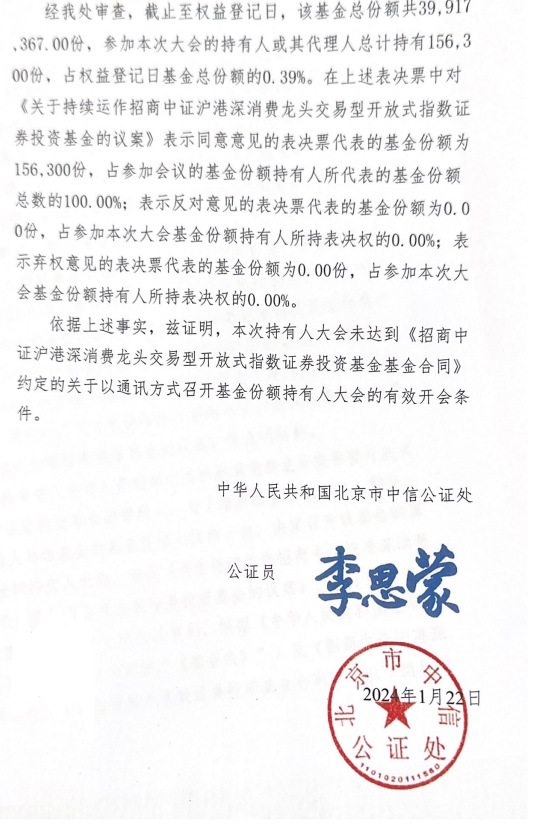 经我处审查，截止至权益登记日，该基金总份额共39,917
,367.00份，参加本次大会的持有人或其代理人总计持有156,3
00份，占权益登记日基金总份额的0.39%。在上述表决票中对
《关于持续运作招商中证沪港深消费龙头交易型开放式指数证
券投资基金的议案》表示同意意见的表决票代表的基金份额为
156,300份，占参加会议的基金份额持有人所代表的基金份额
总数的100.00%；表示反对意见的表决票代表的基金份额为0.0
0份，占参加本次大会基金份额持有人所持表决权的0.00%；表
示弃权意见的表决票代表的基金份额为0.00份，占参加本次大
会基金份额持有人所持表决权的0.00%。
依据上述事实，兹证明，本次持有人大会未达到《招商中
证沪港深消费龙头交易型开放式指数证券投资基金基金合同》
约定的关于以通讯方式召开基金份额持有人大会的有效开会条
件。
中华人民共和国北京市中信公证处
公证员 李思蒙
北京市中信
2024年1月22日
公证处